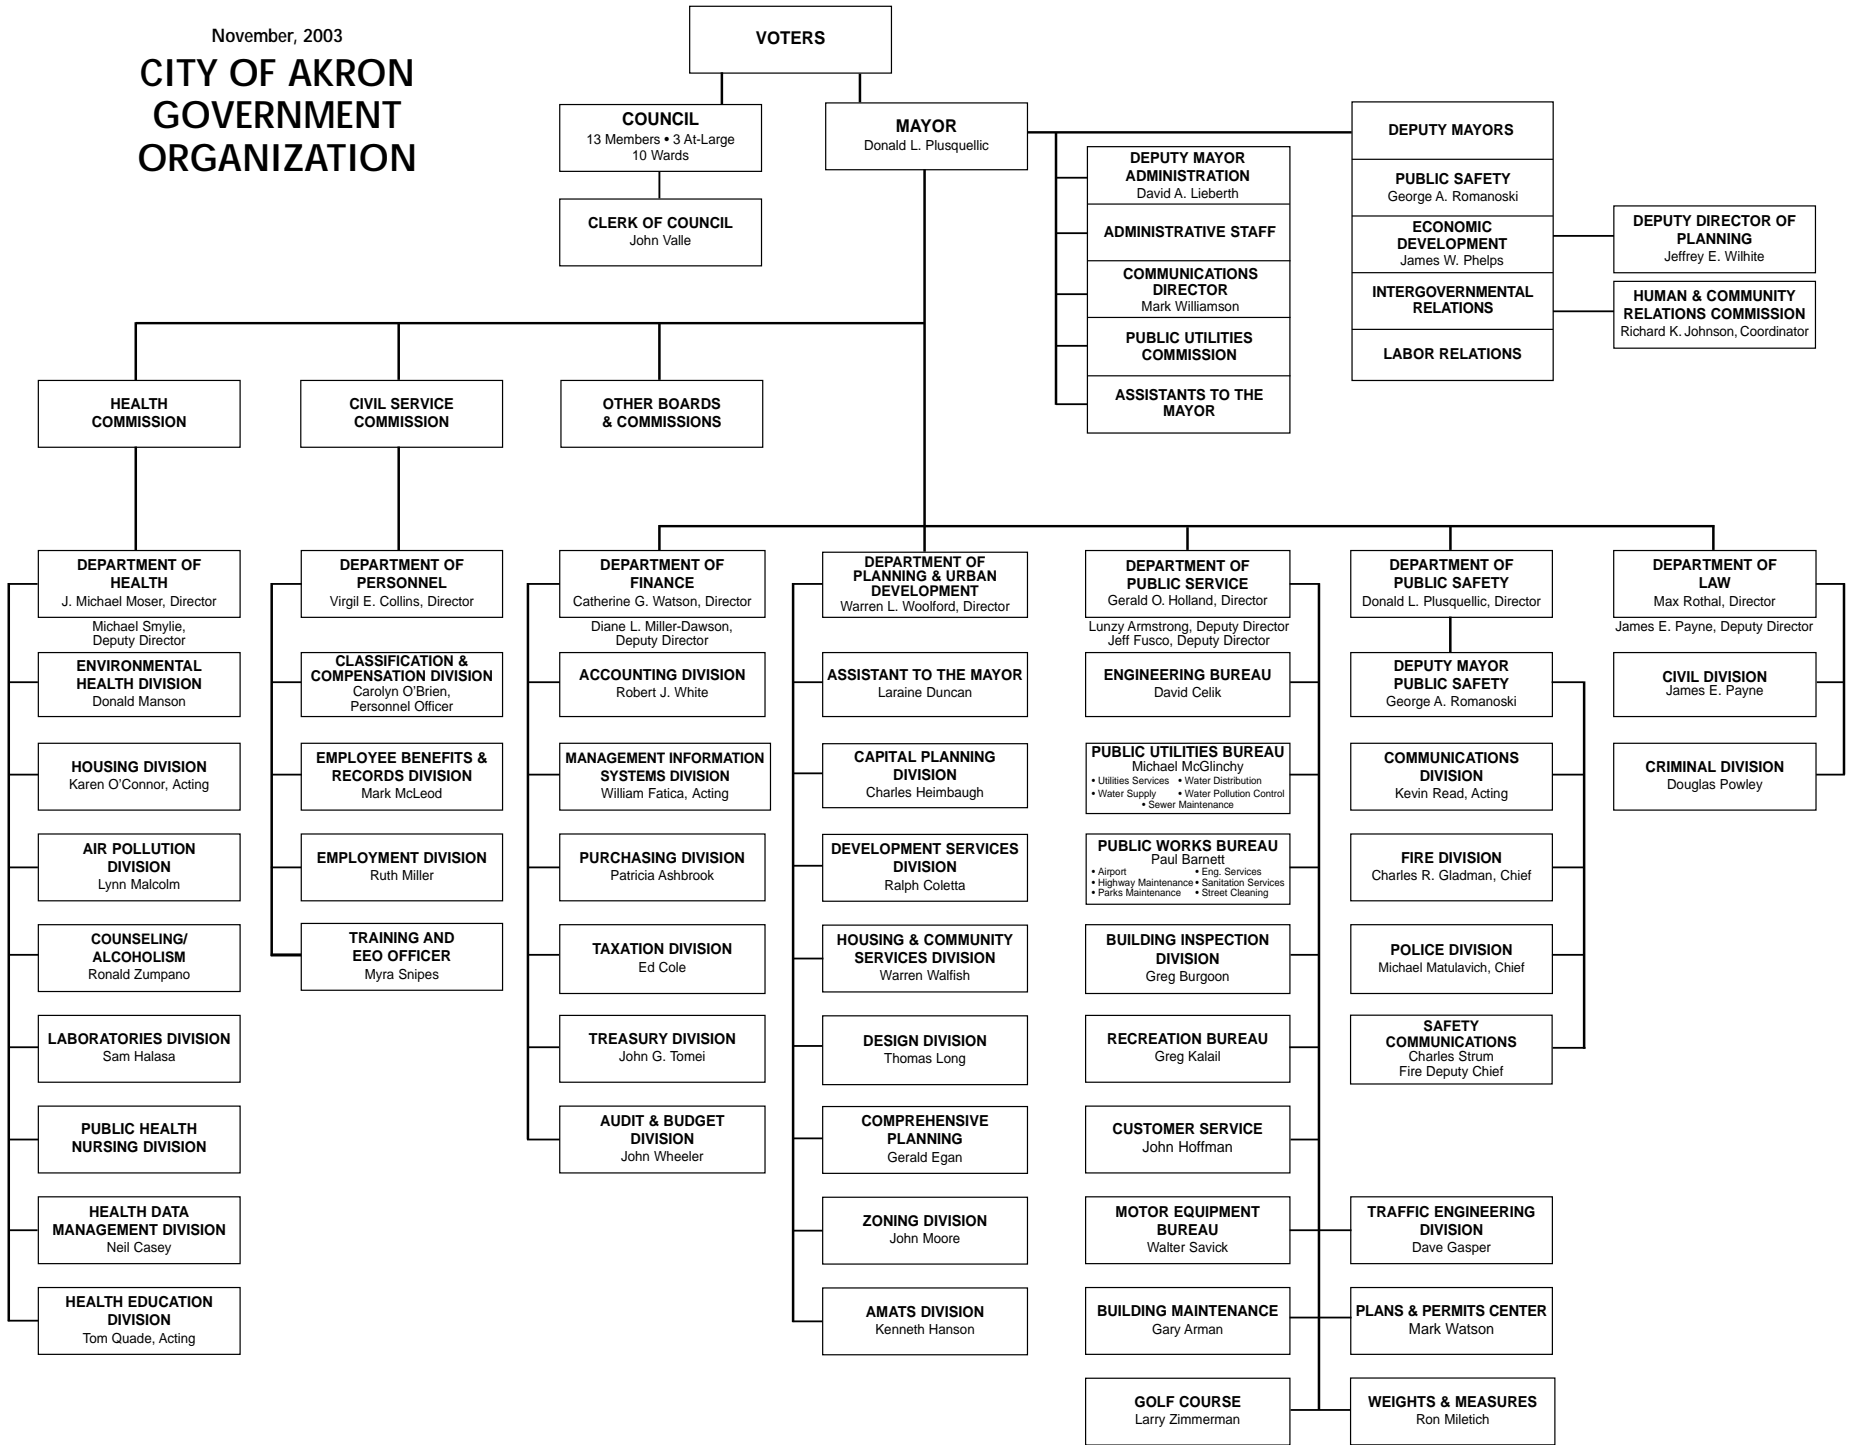 November, 2003
CITY OF AKRON
GOVERNMENT
ORGANIZATION
VOTERS
COUNCIL
13 Members • 3 At-Large
10 Wards
CLERK OF COUNCIL
John Valle
MAYOR
Donald L. Plusquellic
DEPUTY MAYOR
ADMINISTRATION
David A. Lieberth
ADMINISTRATIVE STAFF
COMMUNICATIONS
DIRECTOR
Mark Williamson
PUBLIC UTILITIES
COMMISSION
ASSISTANTS TO THE
MAYOR
DEPUTY MAYORS
PUBLIC SAFETY
George A. Romanoski
ECONOMIC
DEVELOPMENT
James W. Phelps
INTERGOVERNMENTAL
RELATIONS
LABOR RELATIONS
DEPUTY DIRECTOR OF
PLANNING
Jeffrey E. Wilhite
HUMAN & COMMUNITY
RELATIONS COMMISSION
Richard K. Johnson, Coordinator
HEALTH
COMMISSION
CIVIL SERVICE
COMMISSION
OTHER BOARDS
& COMMISSIONS
DEPARTMENT OF
HEALTH
J. Michael Moser, Director
Michael Smylie,
Deputy Director
ENVIRONMENTAL
HEALTH DIVISION
Donald Manson
HOUSING DIVISION
Karen O'Connor, Acting
AIR POLLUTION
DIVISION
Lynn Malcolm
COUNSELING/
ALCOHOLISM
Ronald Zumpano
LABORATORIES DIVISION
Sam Halasa
PUBLIC HEALTH
NURSING DIVISION
HEALTH DATA
MANAGEMENT DIVISION
Neil Casey
HEALTH EDUCATION
DIVISION
Tom Quade, Acting
DEPARTMENT OF
PERSONNEL
Virgil E. Collins, Director
CLASSIFICATION &
COMPENSATION DIVISION
Carolyn O'Brien,
Personnel Officer
EMPLOYEE BENEFITS &
RECORDS DIVISION
Mark McLeod
EMPLOYMENT DIVISION
Ruth Miller
TRAINING AND
EEO OFFICER
Myra Snipes
DEPARTMENT OF
FINANCE
Catherine G. Watson, Director
Diane L. Miller-Dawson,
Deputy Director
ACCOUNTING DIVISION
Robert J. White
MANAGEMENT INFORMATION
SYSTEMS DIVISION
William Fatica, Acting
PURCHASING DIVISION
Patricia Ashbrook
TAXATION DIVISION
Ed Cole
TREASURY DIVISION
John G. Tomei
AUDIT & BUDGET
DIVISION
John Wheeler
DEPARTMENT OF
PLANNING & URBAN
DEVELOPMENT
Warren L. Woolford, Director
ASSISTANT TO THE MAYOR
Laraine Duncan
CAPITAL PLANNING
DIVISION
Charles Heimbaugh
DEVELOPMENT SERVICES
DIVISION
Ralph Coletta
HOUSING & COMMUNITY
SERVICES DIVISION
Warren Walfish
DESIGN DIVISION
Thomas Long
COMPREHENSIVE
PLANNING
Gerald Egan
ZONING DIVISION
John Moore
AMATS DIVISION
Kenneth Hanson
DEPARTMENT OF
PUBLIC SERVICE
Gerald O. Holland, Director
Lunzy Armstrong, Deputy Director
Jeff Fusco, Deputy Director
ENGINEERING BUREAU
David Celik
PUBLIC UTILITIES BUREAU
Michael McGlinchy
• Utilities Services • Water Distribution
• Water Supply • Water Pollution Control
• Sewer Maintenance
PUBLIC WORKS BUREAU
Paul Barnett
• Airport • Eng. Services
• Highway Maintenance • Sanitation Services
• Parks Maintenance • Street Cleaning
BUILDING INSPECTION
DIVISION
Greg Burgoon
RECREATION BUREAU
Greg Kalail
CUSTOMER SERVICE
John Hoffman
MOTOR EQUIPMENT
BUREAU
Walter Savick
BUILDING MAINTENANCE
Gary Arman
GOLF COURSE
Larry Zimmerman
TRAFFIC ENGINEERING
DIVISION
Dave Gasper
PLANS & PERMITS CENTER
Mark Watson
WEIGHTS & MEASURES
Ron Miletich
DEPARTMENT OF
PUBLIC SAFETY
Donald L. Plusquellic, Director
DEPUTY MAYOR
PUBLIC SAFETY
George A. Romanoski
COMMUNICATIONS
DIVISION
Kevin Read, Acting
FIRE DIVISION
Charles R. Gladman, Chief
POLICE DIVISION
Michael Matulavich, Chief
SAFETY
COMMUNICATIONS
Charles Strum
Fire Deputy Chief
DEPARTMENT OF
LAW
Max Rothal, Director
James E. Payne, Deputy Director
CIVIL DIVISION
James E. Payne
CRIMINAL DIVISION
Douglas Powley